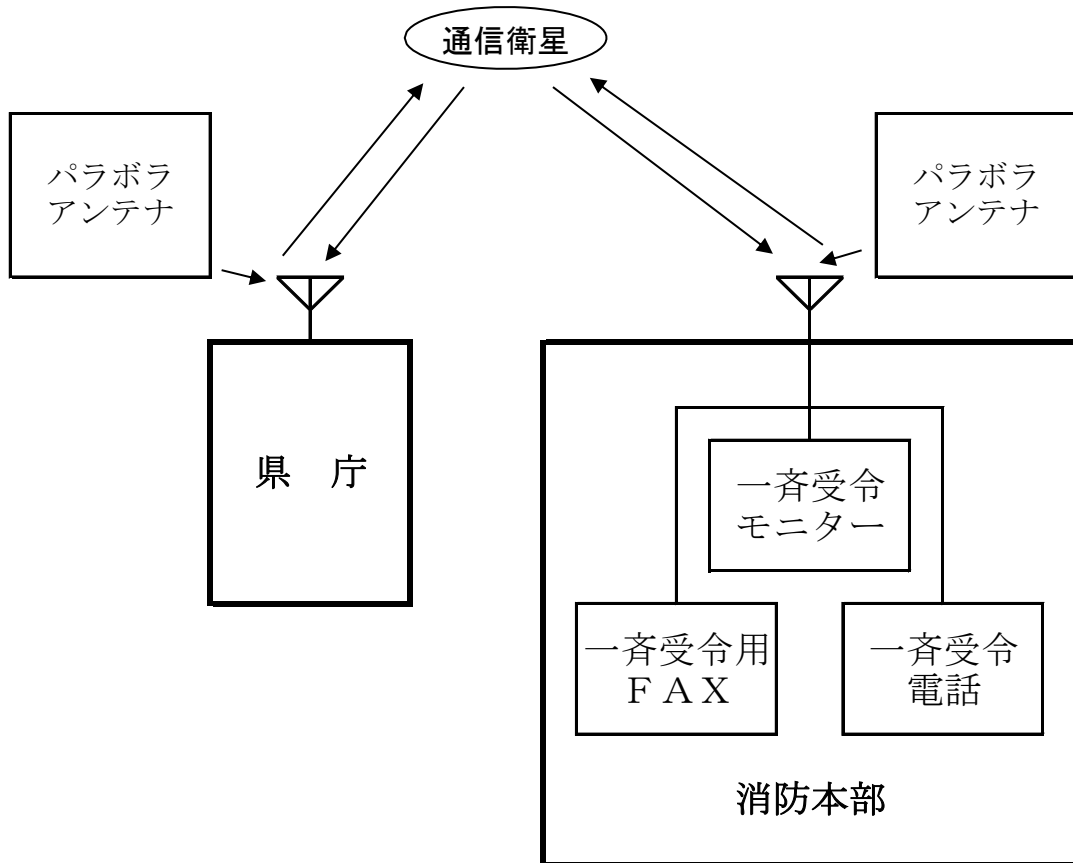 通信衛星
パラボラ
アンテナ
パラボラ
アンテナ
県　庁
一斉受令
モニター
一斉受令用
ＦＡＸ
一斉受令
電話
消防本部